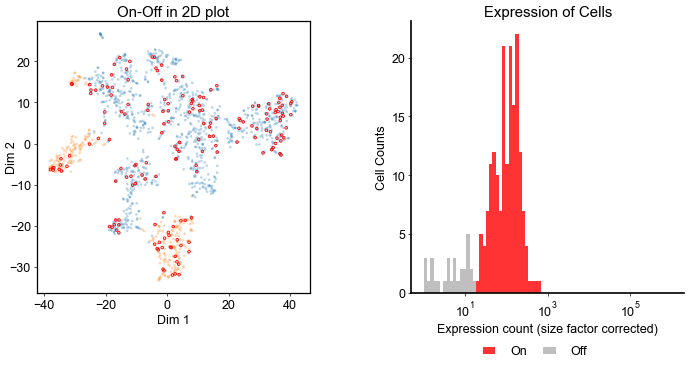 On-Off in 2D plot
Dim 2
20
10
0
−10
−20
−30
−40
−20
0
20
40
Dim 1
Expression of Cells
Cell Counts
20
15
10
5
0
10^1
10^3
10^5
Expression count (size factor corrected)
On
Off